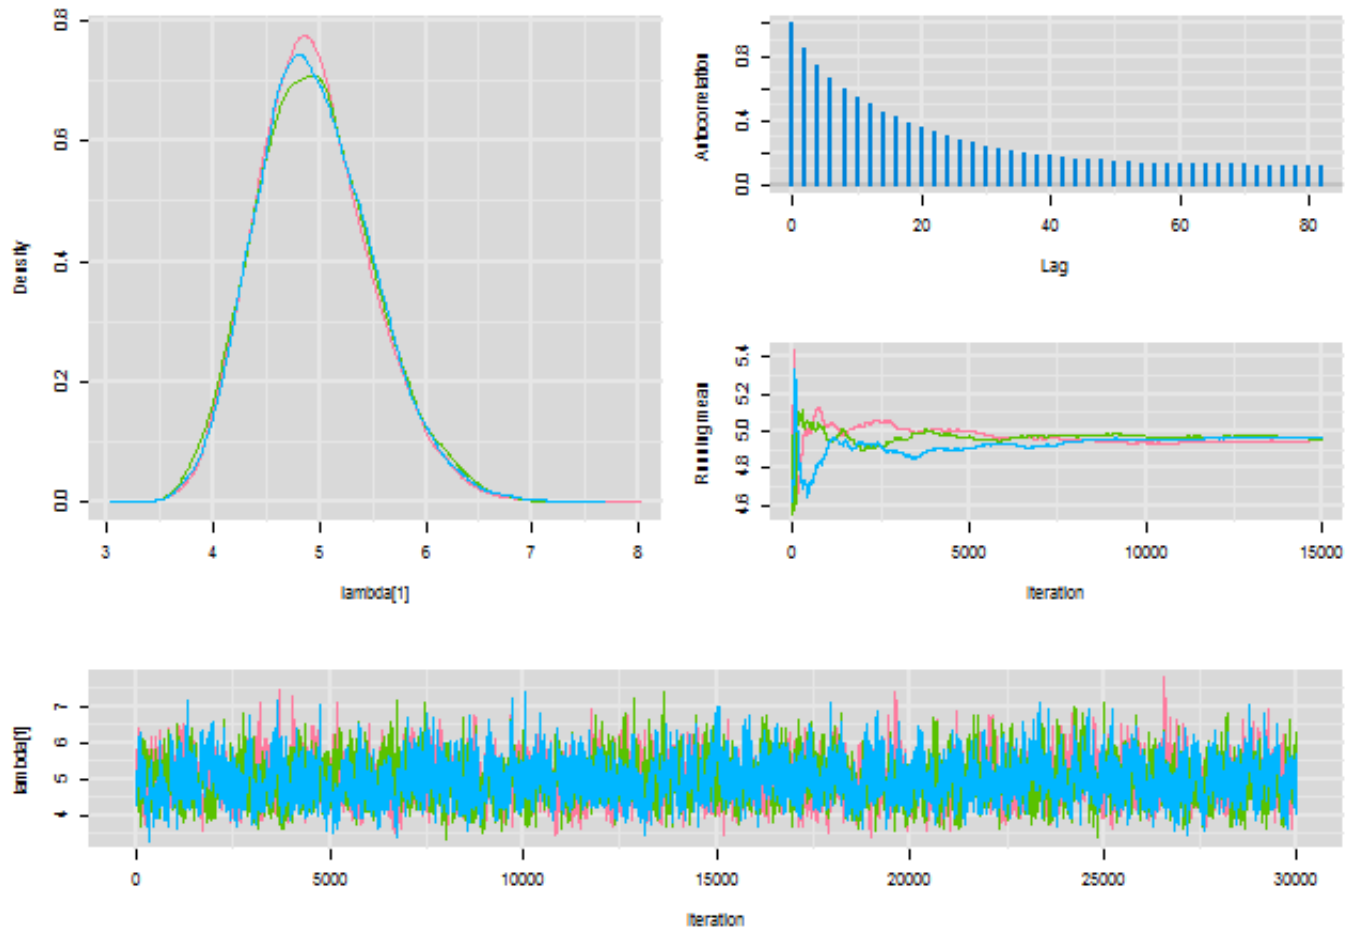 0.8
0.6
0.4
0.2
0.0
Density
3 4 5 6 7 8
lambda[1]
0.8
0.4
0.0
Autocorrelation
0 20 40 60 80
Lag
5.4
5.2
5.0
4.8
4.6
Running mean
0 5000 10000 15000
Iteration
7
6
5
4
lambda[1]
0 5000 10000 15000 20000 25000 30000
Iteration